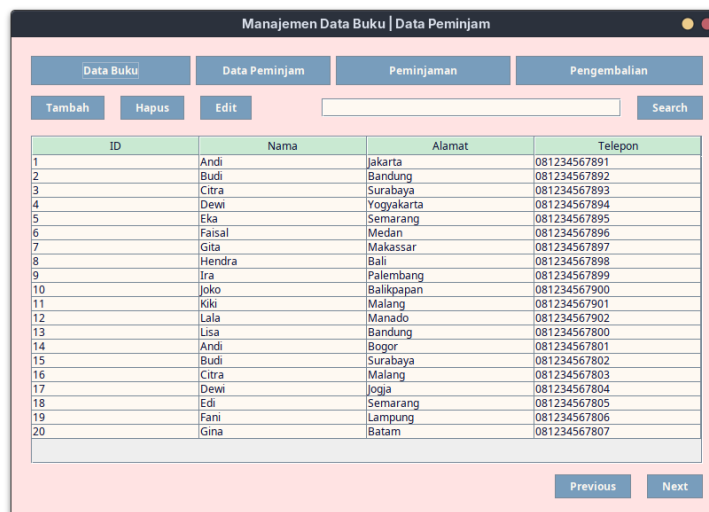 Manajemen Data Buku | Data Peminjam
Data Buku Data Peminjam Peminjaman Pengembalian
Tambah Hapus Edit Search
ID Nama Alamat Telepon
1 Andi Jakarta 081234567891
2 Budi Bandung 081234567892
3 Citra Surabaya 081234567893
4 Dewi Yogyakarta 081234567894
5 Eka Semarang 081234567895
6 Faisal Medan 081234567896
7 Gita Makassar 081234567897
8 Hendra Bali 081234567898
9 Ira Palembang 081234567899
10 Joko Balikpapan 081234567900
11 Kiki Malang 081234567901
12 Lala Manado 081234567902
13 Lisa Bandung 081234567800
14 Andi Bogor 081234567801
15 Budi Surabaya 081234567802
16 Citra Malang 081234567803
17 Dewi Jogja 081234567804
18 Edi Semarang 081234567805
19 Fani Lampung 081234567806
20 Gina Batam 081234567807
Previous Next